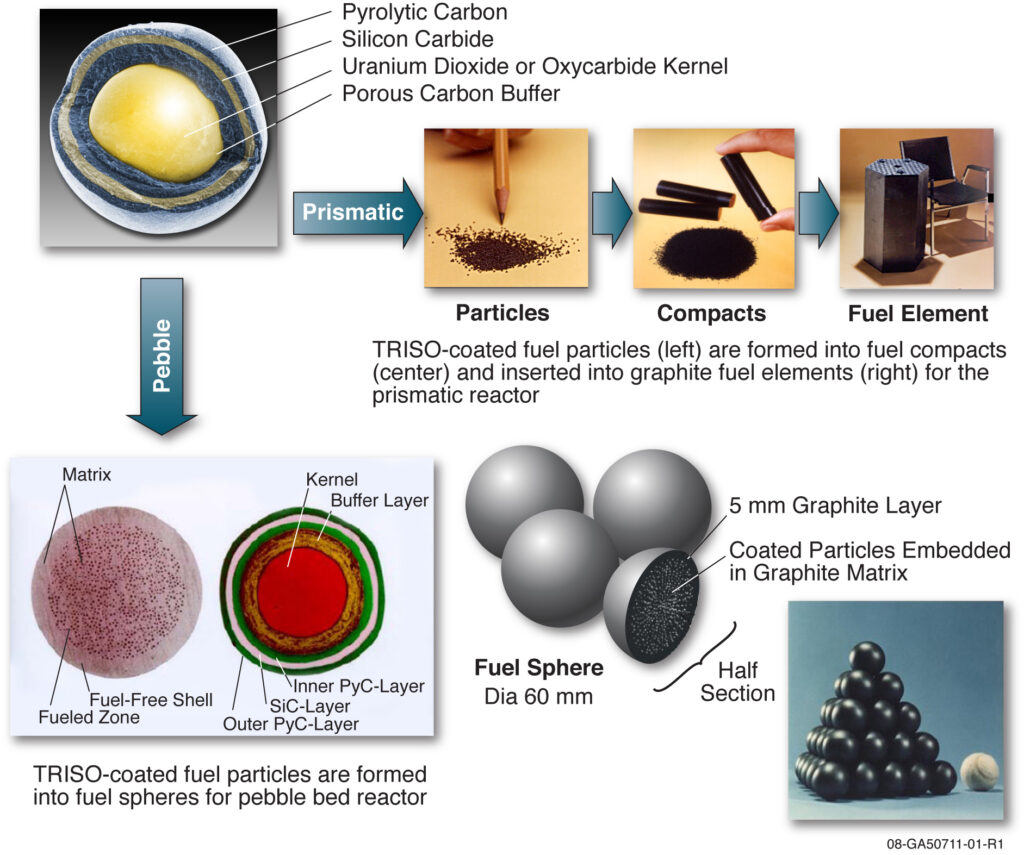 Pyrolytic Carbon
Silicon Carbide
Uranium Dioxide or Oxycarbide Kernel
Porous Carbon Buffer
Prismatic
Particles
Compacts
Fuel Element
TRISO-coated fuel particles (left) are formed into fuel compacts
(center) and inserted into graphite fuel elements (right) for the
prismatic reactor
Pebble
Matrix
Kernel
Buffer Layer
Fuel-Free Shell
Fueled Zone
Inner PyC-Layer
SiC-Layer
Outer PyC-Layer
TRISO-coated fuel particles are formed
into fuel spheres for pebble bed reactor
5 mm Graphite Layer
Coated Particles Embedded
in Graphite Matrix
Fuel Sphere
Dia 60 mm
Half
Section
08-GA50711-01-R1